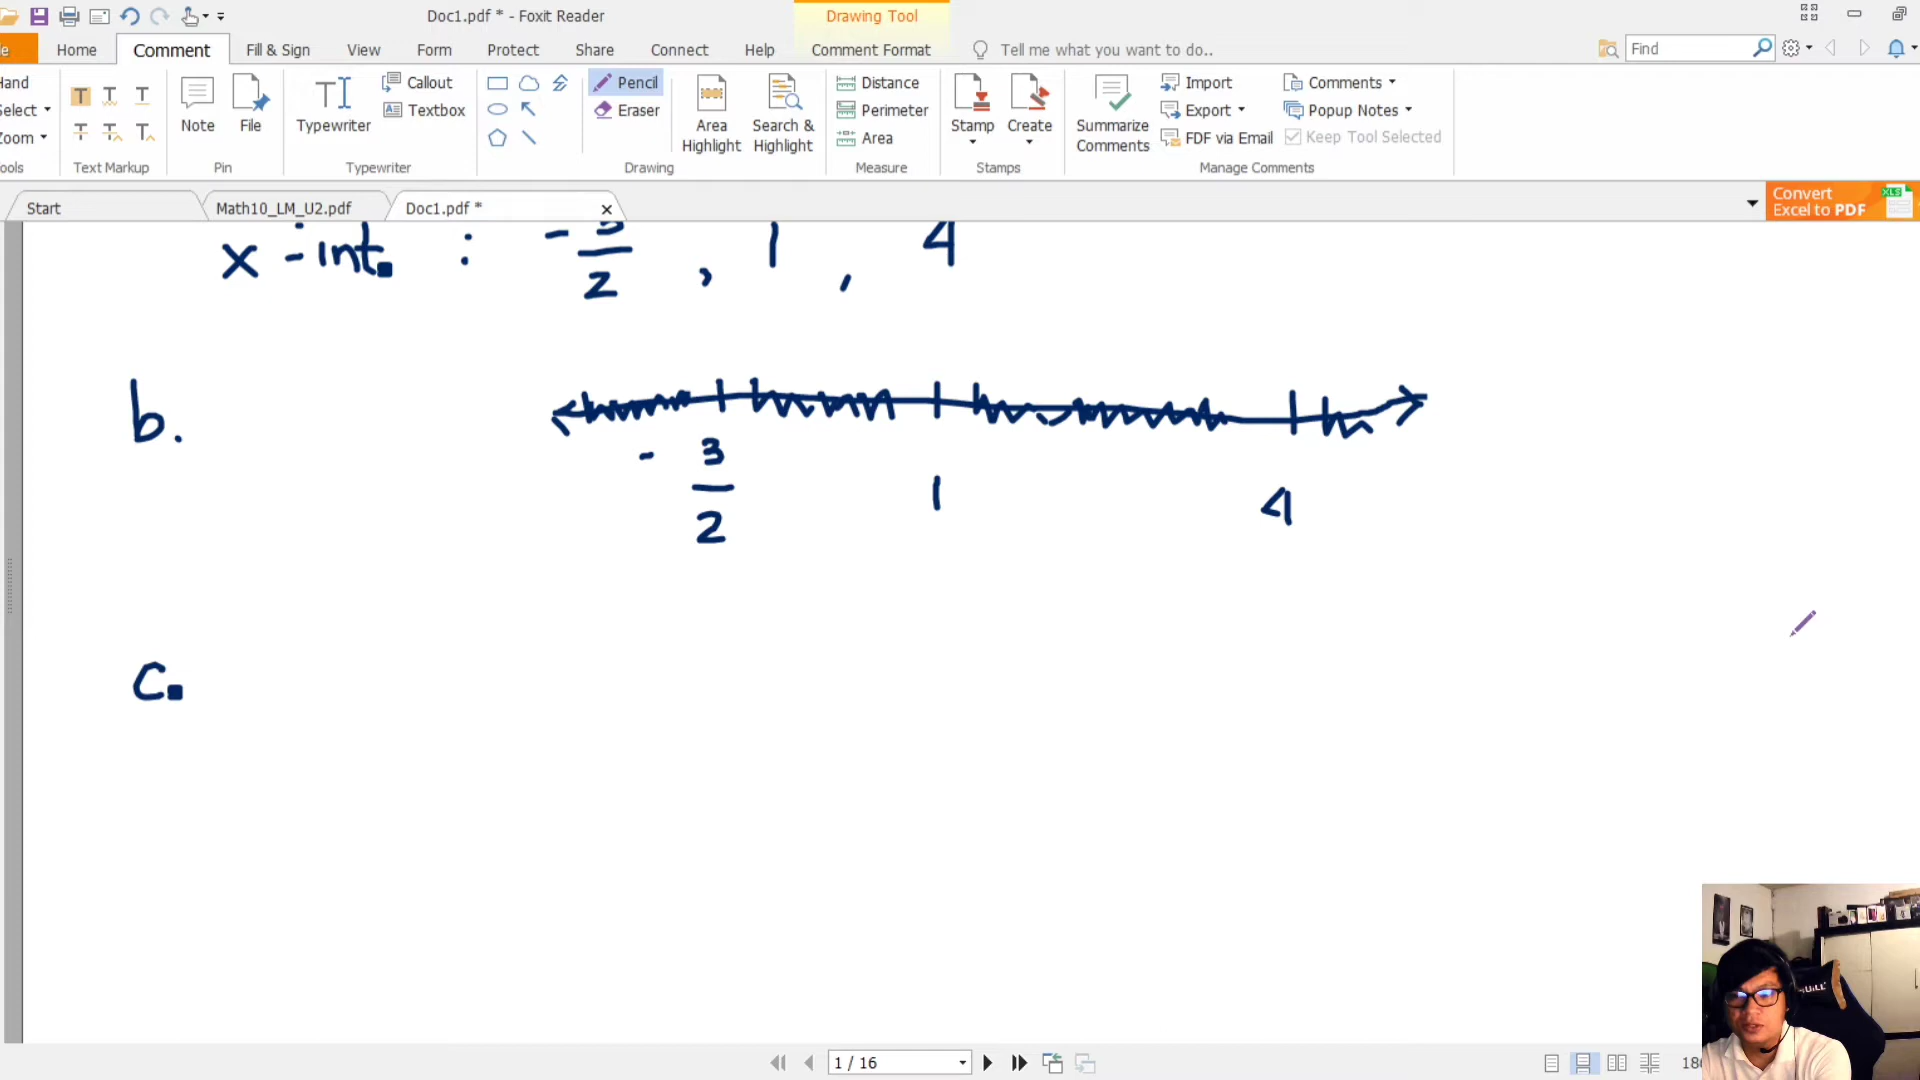 Doc1.pdf * - Foxit Reader
Drawing Tool
Home Comment Fill & Sign View Form Protect Share Connect Help Comment Format Tell me what you want to do.. Find
Note File Typewriter Callout Textbox Pencil Eraser Area Highlight Search & Highlight Distance Perimeter Area Stamp Create Summarize Comments Import Export FDF via Email Comments Popup Notes Keep Tool Selected
Text Markup Pin Typewriter Drawing Measure Stamps Manage Comments
Start Math10_LM_U2.pdf Doc1.pdf *
Convert
Excel to PDF
XLS
x - int. : - 3/2 , 1 , 4
b.
- 3/2 1 4
c.
1 / 16